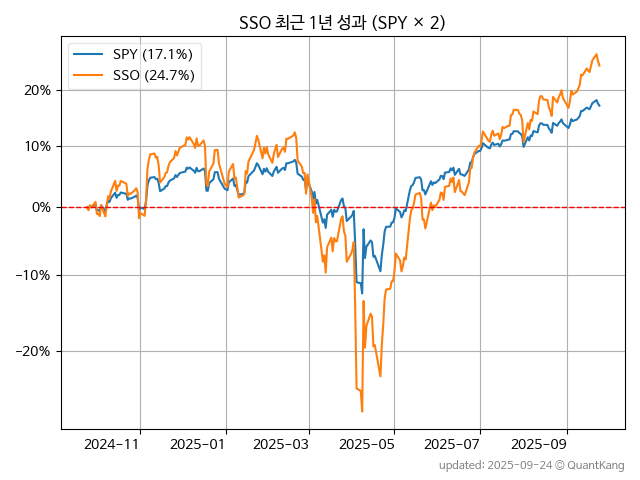 SSO 최근 1년 성과 (SPY × 2)
SPY (17.1%)
SSO (24.7%)
20%
10%
0%
−10%
−20%
2024−11
2025−01
2025−03
2025−05
2025−07
2025−09
updated: 2025-09-24 © QuantKang